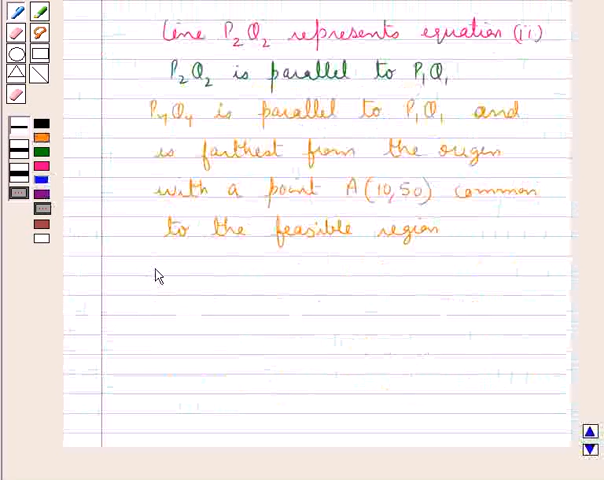 line P₂Q₂ represents equation (ii)
P₂Q₂ is parallel to P₁Q₁
P₄Q₄ is parallel to P₁Q₁ and
is farthest from the origin
with a point A(10,50) common
to the feasible region